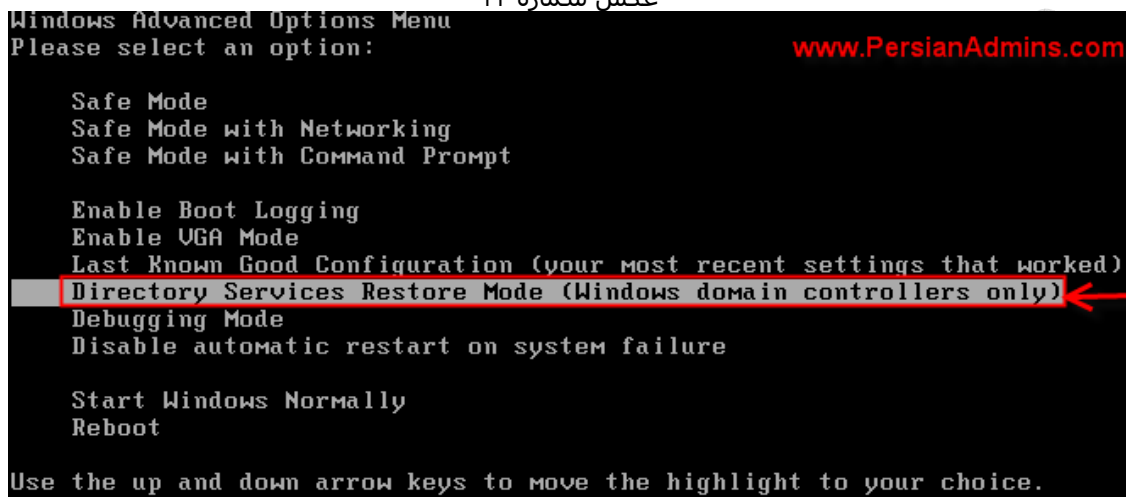 عکس شماره
Windows Advanced Options Menu
Please select an option:
www.PersianAdmins.com
Safe Mode
Safe Mode with Networking
Safe Mode with Command Prompt
Enable Boot Logging
Enable VGA Mode
Last Known Good Configuration (your most recent settings that worked)
Directory Services Restore Mode (Windows domain controllers only)
Debugging Mode
Disable automatic restart on system failure
Start Windows Normally
Reboot
Use the up and down arrow keys to move the highlight to your choice.